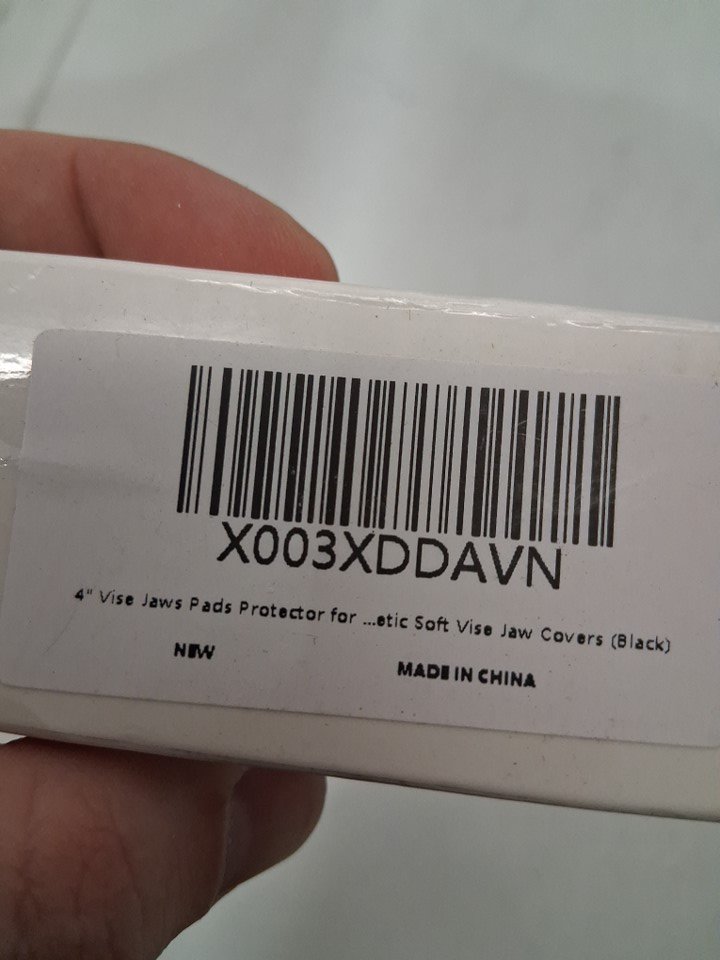 X003XDDAVN
4" Vise Jaws Pads Protector for ...etic Soft Vise Jaw Covers (Black)
NEW
MADE IN CHINA